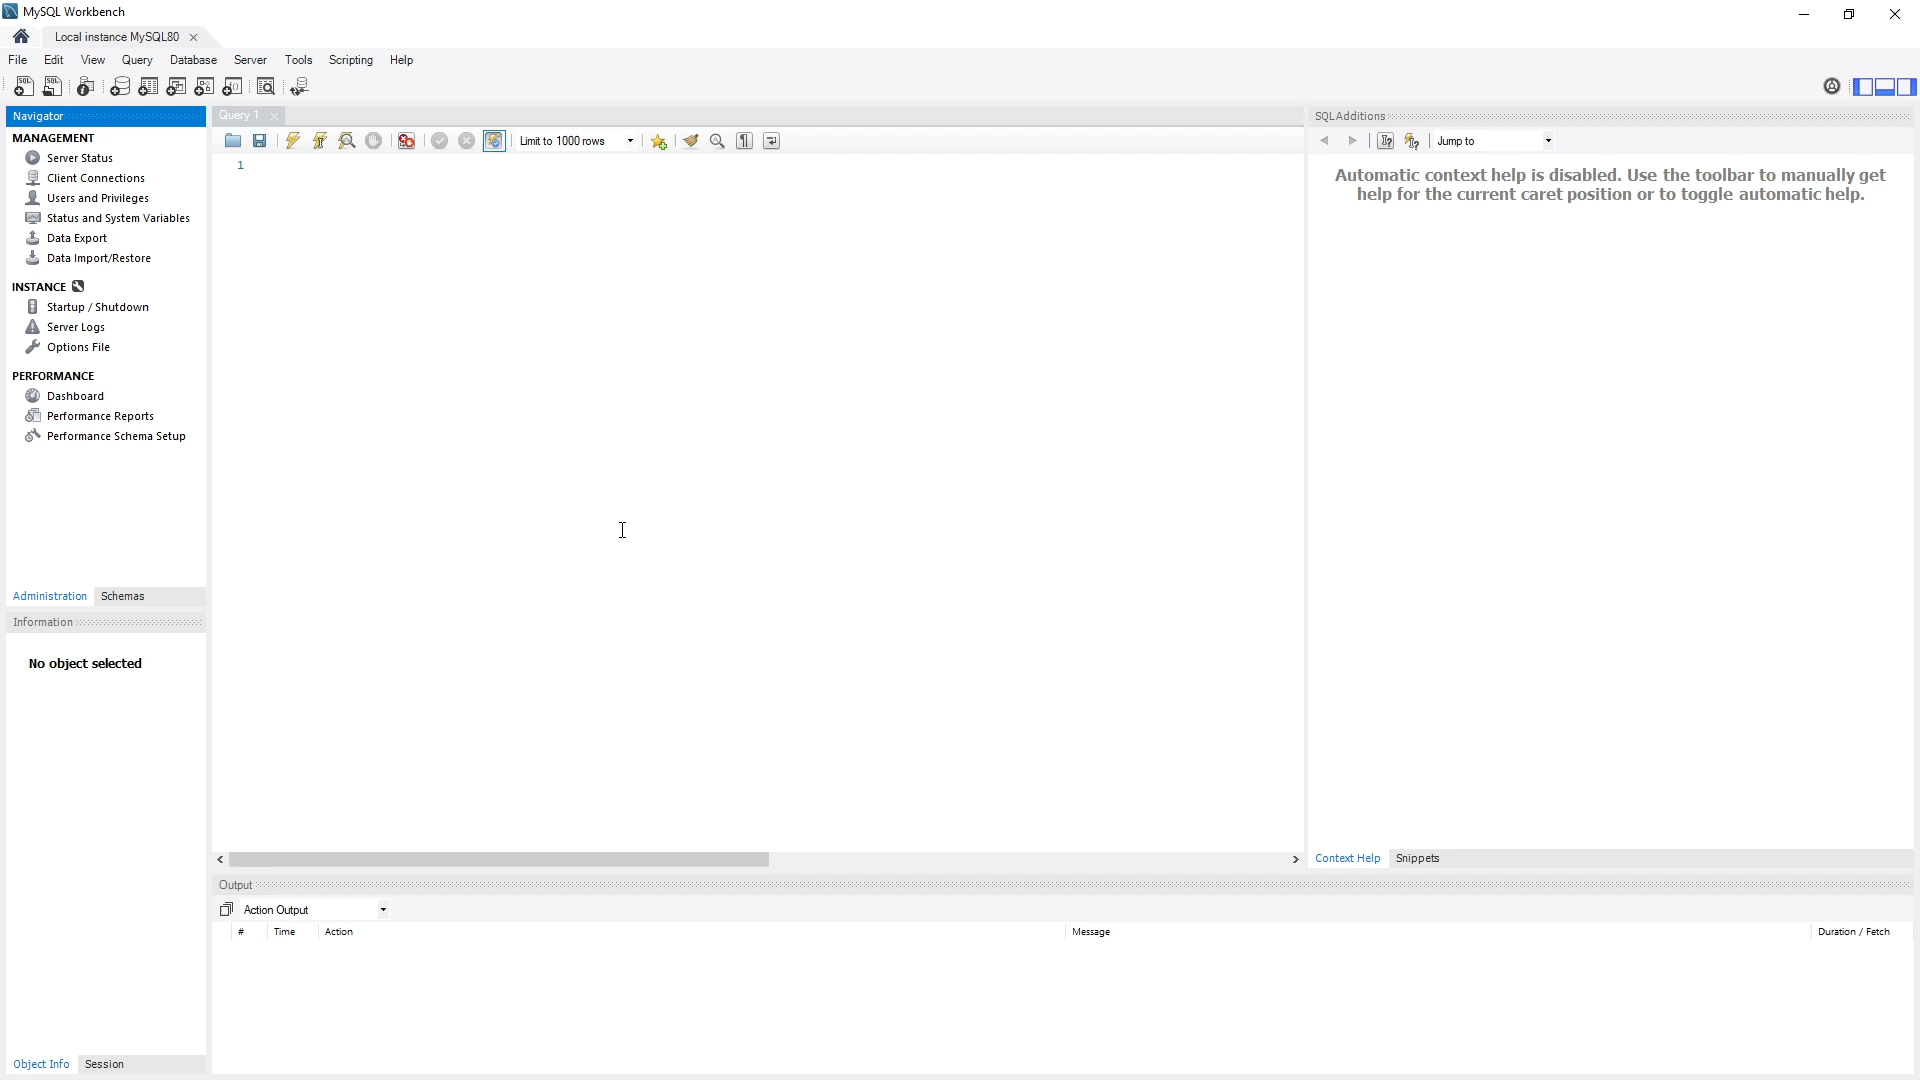 MySQL Workbench
Local instance MySQL80
File Edit View Query Database Server Tools Scripting Help
Navigator
MANAGEMENT
Server Status
Client Connections
Users and Privileges
Status and System Variables
Data Export
Data Import/Restore
INSTANCE
Startup / Shutdown
Server Logs
Options File
PERFORMANCE
Dashboard
Performance Reports
Performance Schema Setup
Administration Schemas
Information
No object selected
Object Info Session
Query 1
Limit to 1000 rows
1
SQLAdditions
Jump to
Automatic context help is disabled. Use the toolbar to manually get
help for the current caret position or to toggle automatic help.
Context Help Snippets
Output
Action Output
# Time Action Message Duration / Fetch